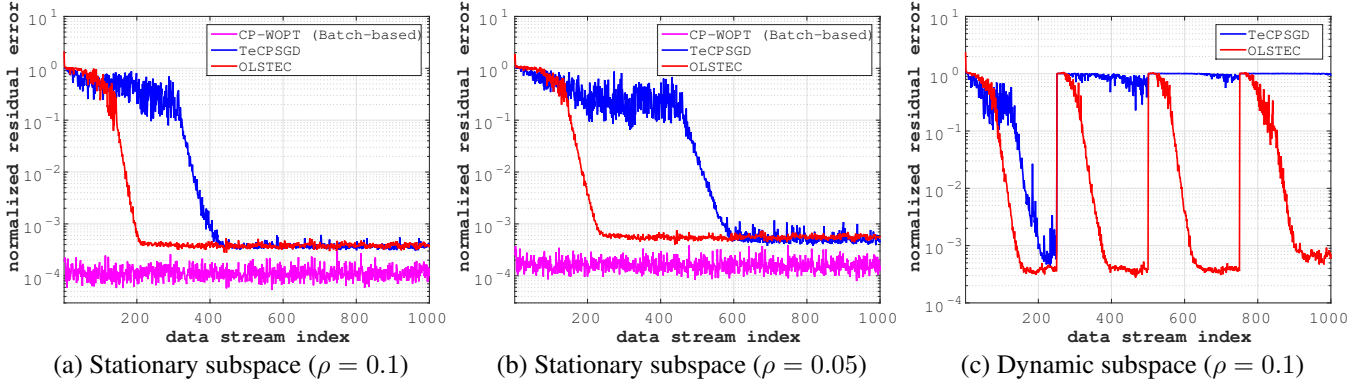 normalized residual error
10^1
10^0
10^-1
10^-2
10^-3
10^-4
CP-WOPT (Batch-based)
TeCPSGD
OLSTEC
200 400 600 800 1000
data stream index
(a) Stationary subspace (ρ = 0.1)
normalized residual error
10^1
10^0
10^-1
10^-2
10^-3
10^-4
CP-WOPT (Batch-based)
TeCPSGD
OLSTEC
200 400 600 800 1000
data stream index
(b) Stationary subspace (ρ = 0.05)
normalized residual error
10^1
10^0
10^-1
10^-2
10^-3
10^-4
TeCPSGD
OLSTEC
200 400 600 800 1000
data stream index
(c) Dynamic subspace (ρ = 0.1)